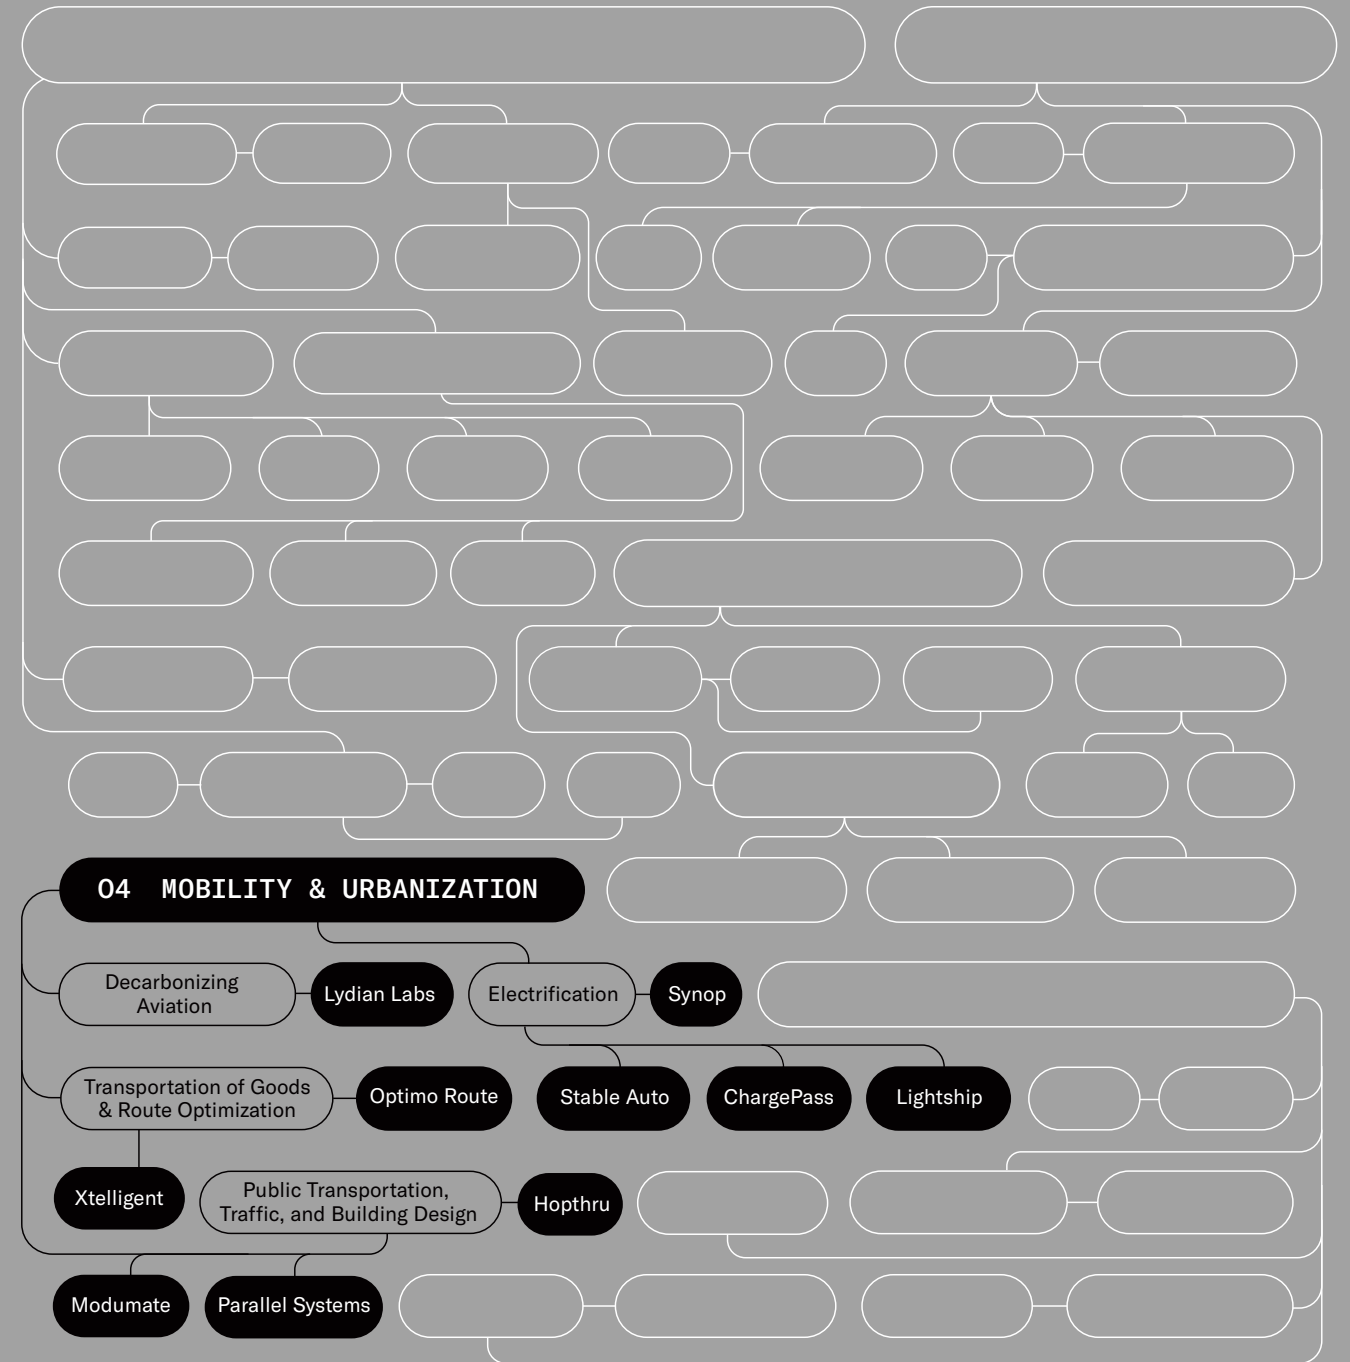 04 MOBILITY & URBANIZATION
Decarbonizing
Aviation
Lydian Labs
Electrification
Synop
Transportation of Goods
& Route Optimization
Optimo Route
Stable Auto
ChargePass
Lightship
Xtelligent
Public Transportation,
Traffic, and Building Design
Hopthru
Modumate
Parallel Systems